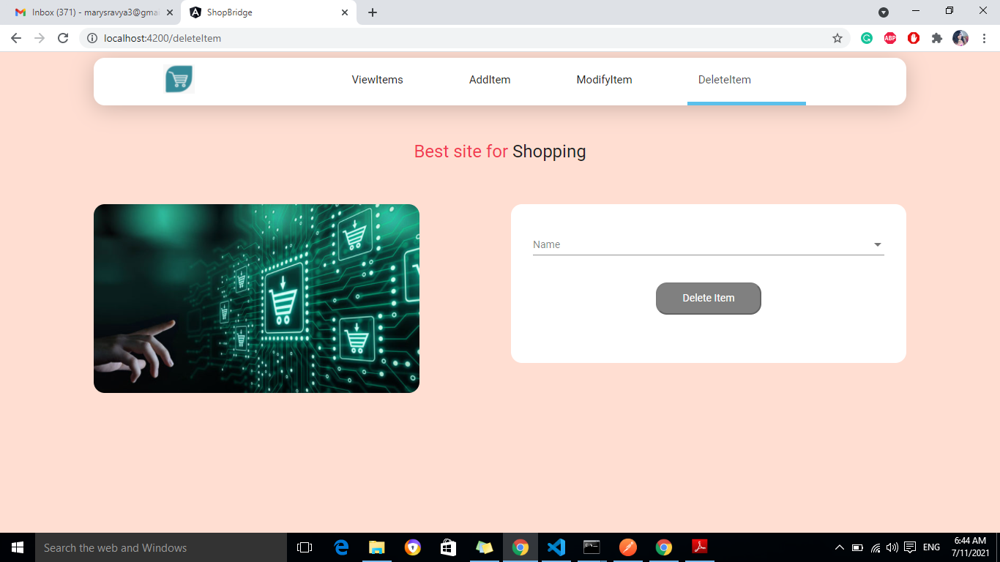 Inbox (371) - marysravya3@gmai
ShopBridge
localhost:4200/deleteItem
ABP
ViewItems AddItem ModifyItem DeleteItem
Best site for Shopping
Name
Delete Item
Search the web and Windows
ENG
6:44 AM
7/11/2021